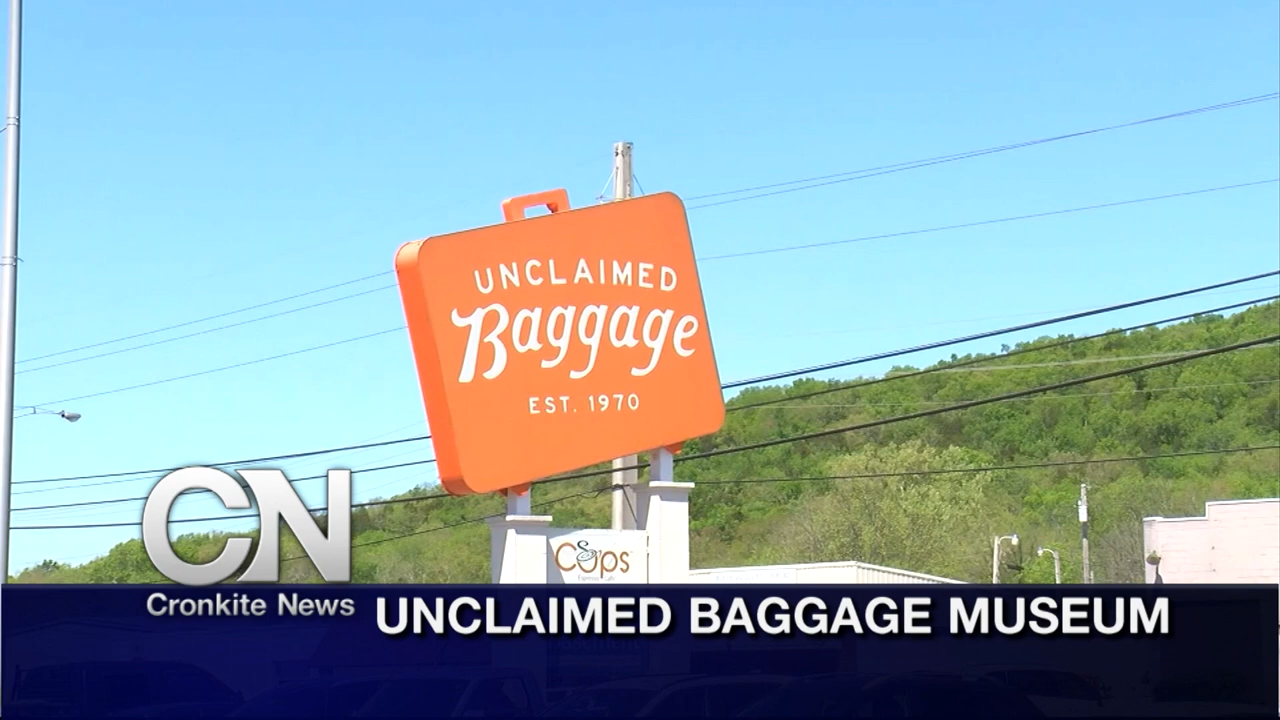 UNCLAIMED
Baggage
EST. 1970
Cups
CN
Cronkite News
UNCLAIMED BAGGAGE MUSEUM